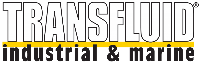 TRANSFLUID®
industrial & marine